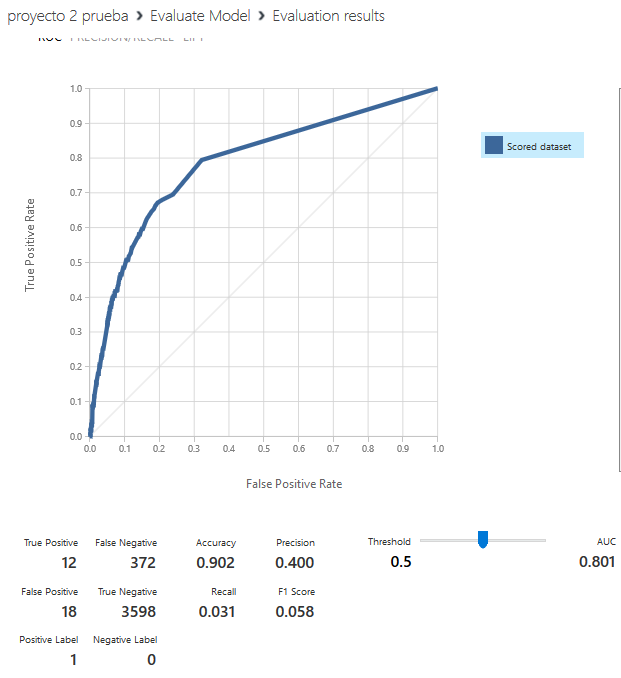 proyecto 2 prueba > Evaluate Model > Evaluation results
ROC PRECISION/RECALL LIFT
1.0
0.9
0.8
0.7
0.6
0.5
0.4
0.3
0.2
0.1
0.0
True Positive Rate
0.0 0.1 0.2 0.3 0.4 0.5 0.6 0.7 0.8 0.9 1.0
False Positive Rate
Scored dataset
True Positive False Negative Accuracy Precision Threshold AUC
12 372 0.902 0.400 0.5 0.801
False Positive True Negative Recall F1 Score
18 3598 0.031 0.058
Positive Label Negative Label
1 0